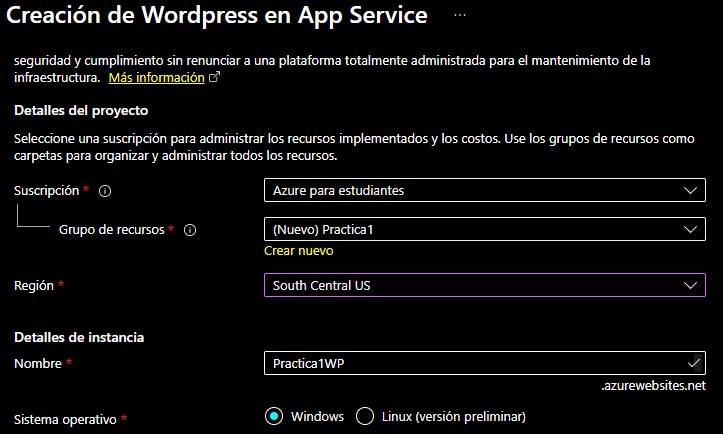 Creación de Wordpress en App Service ...
seguridad y cumplimiento sin renunciar a una plataforma totalmente administrada para el mantenimiento de la
infraestructura. Más información
Detalles del proyecto
Seleccione una suscripción para administrar los recursos implementados y los costos. Use los grupos de recursos como
carpetas para organizar y administrar todos los recursos.
Suscripción * Azure para estudiantes
Grupo de recursos * (Nuevo) Practica1
Crear nuevo
Región * South Central US
Detalles de instancia
Nombre * Practica1WP
.azurewebsites.net
Sistema operativo * Windows Linux (versión preliminar)